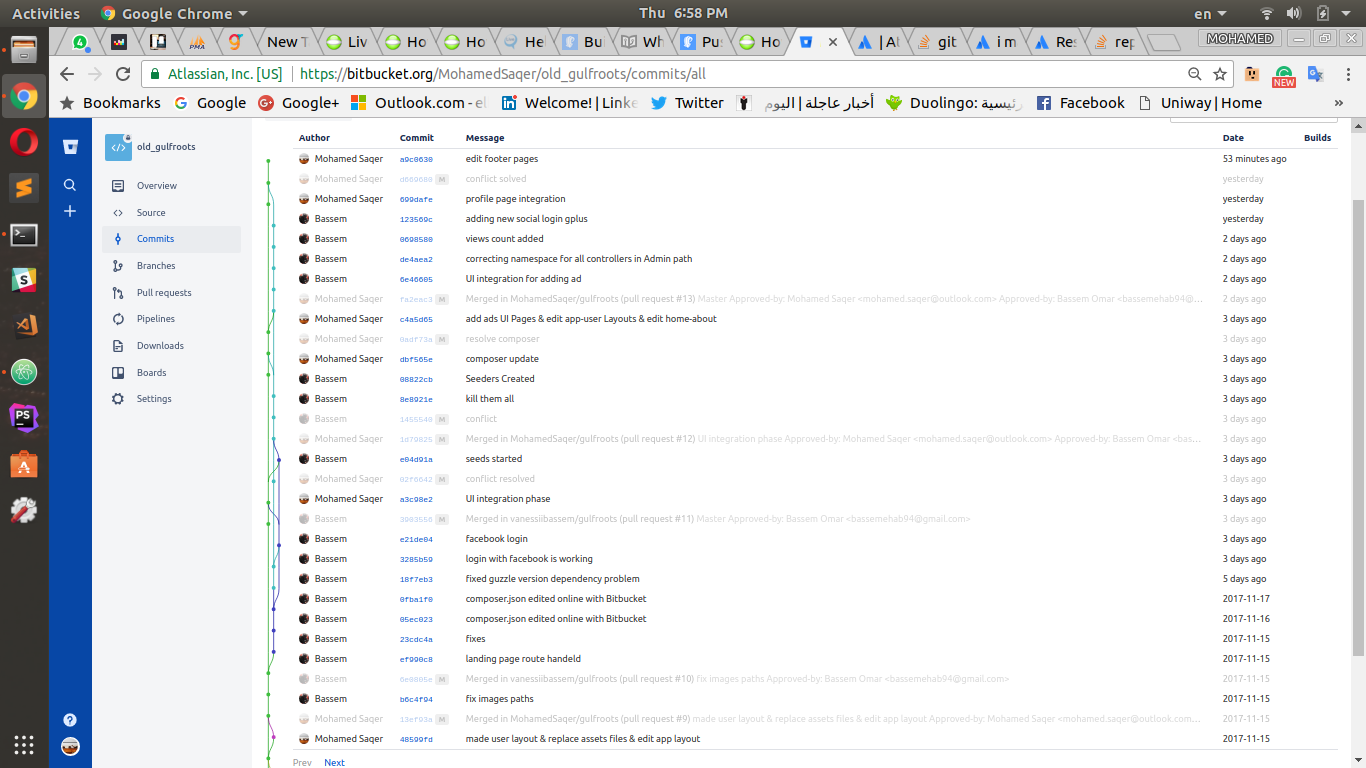 Activities Google Chrome Thu 6:58 PM en
4 New T Liv Ho Ho He Bui Wh Pus Ho | At git i m Res rep MOHAMED
Atlassian, Inc. [US] https://bitbucket.org/MohamedSaqer/old_gulfroots/commits/all NEW
Bookmarks Google Google+ Outlook.com - el Welcome! | Linke Twitter أخبار عاجلة | اليوم Duolingo: رئيسية Facebook Uniway | Home »
old_gulfroots
Overview
Source
Commits
Branches
Pull requests
Pipelines
Downloads
Boards
Settings
Author Commit Message Date Builds
Mohamed Saqer a9c0630 edit footer pages 53 minutes ago
Mohamed Saqer M conflict solved yesterday
Mohamed Saqer 699dafe profile page integration yesterday
Bassem 123569c adding new social login gplus yesterday
Bassem 0698580 views count added 2 days ago
Bassem de4aea2 correcting namespace for all controllers in Admin path 2 days ago
Bassem 6e46605 UI integration for adding ad 2 days ago
Mohamed Saqer fa2eac3 M Merged in MohamedSaqer/gulfroots (pull request #13) Master Approved-by: Mohamed Saqer <mohamed.saqer@outlook.com> Approved-by: Bassem Omar <bassemehab94@... 2 days ago
Mohamed Saqer c4a5d65 add ads UI Pages & edit app-user Layouts & edit home-about 3 days ago
Mohamed Saqer 0adf73a M resolve composer 3 days ago
Mohamed Saqer dbf565e composer update 3 days ago
Bassem 08822cb Seeders Created 3 days ago
Bassem 8e8921e kill them all 3 days ago
Bassem 1455540 M conflict 3 days ago
Mohamed Saqer 1d79825 M Merged in MohamedSaqer/gulfroots (pull request #12) UI integration phase Approved-by: Mohamed Saqer <mohamed.saqer@outlook.com> Approved-by: Bassem Omar <bas... 3 days ago
Bassem e04d91a seeds started 3 days ago
Mohamed Saqer 02f0642 M conflict resolved 3 days ago
Mohamed Saqer a3c98e2 UI integration phase 3 days ago
Bassem 3983556 M Merged in vanessiibassem/gulfroots (pull request #11) Master Approved-by: Bassem Omar <bassemehab94@gmail.com> 3 days ago
Bassem e21de04 facebook login 3 days ago
Bassem 3285b59 login with facebook is working 3 days ago
Bassem 18f7eb3 fixed guzzle version dependency problem 5 days ago
Bassem 0fba1f0 composer.json edited online with Bitbucket 2017-11-17
Bassem 05ec023 composer.json edited online with Bitbucket 2017-11-16
Bassem 23cdc4a fixes 2017-11-15
Bassem ef990c8 landing page route handeld 2017-11-15
Bassem M Merged in vanessiibassem/gulfroots (pull request #10) fix images paths Approved-by: Bassem Omar <bassemehab94@gmail.com> 2017-11-15
Bassem b6c4f94 fix images paths 2017-11-15
Mohamed Saqer 13ef93a M Merged in MohamedSaqer/gulfroots (pull request #9) made user layout & replace assets files & edit app layout Approved-by: Mohamed Saqer <mohamed.saqer@outlook.com... 2017-11-15
Mohamed Saqer 48599fd made user layout & replace assets files & edit app layout 2017-11-15
Prev Next